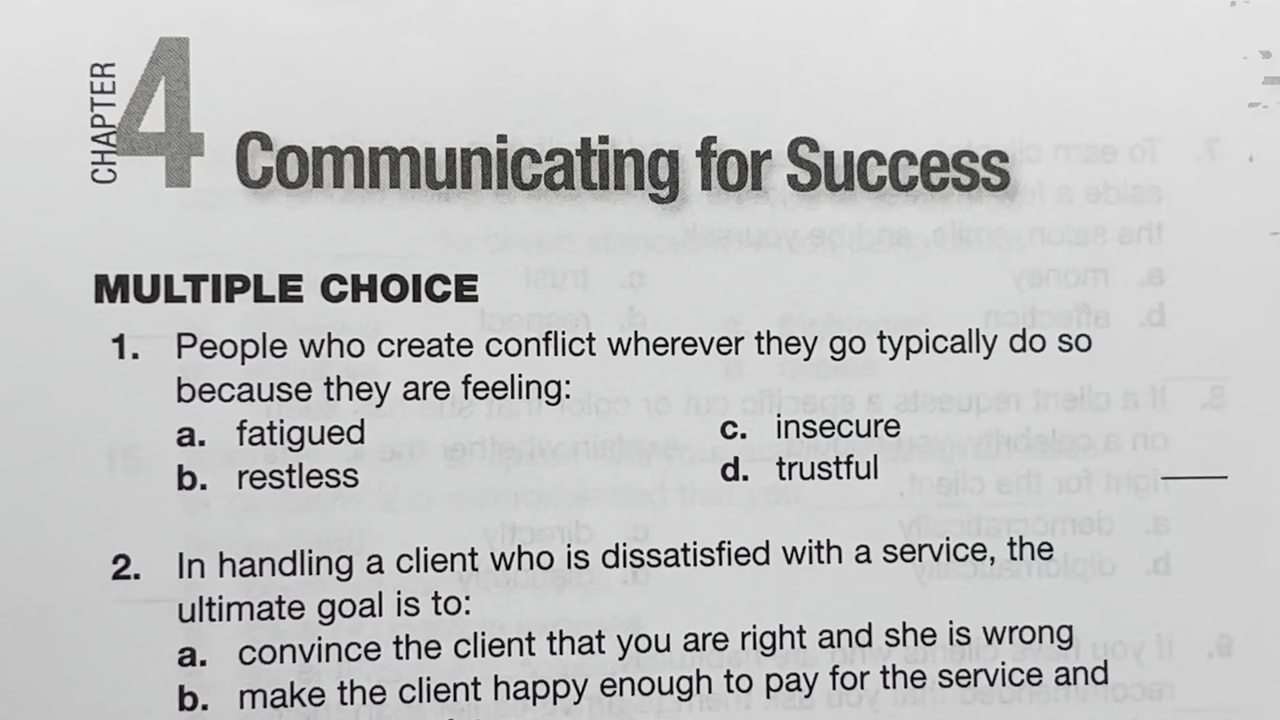 CHAPTER 4
Communicating for Success
MULTIPLE CHOICE
1. People who create conflict wherever they go typically do so
because they are feeling:
a. fatigued c. insecure
b. restless d. trustful
2. In handling a client who is dissatisfied with a service, the
ultimate goal is to:
a. convince the client that you are right and she is wrong
b. make the client happy enough to pay for the service and